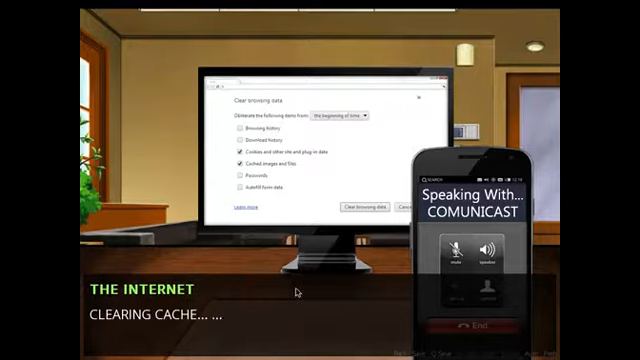 Clear browsing data
Obliterate the following items from: the beginning of time
Browsing history
Download history
Cookies and other site and plug-in data
Cached images and files
Passwords
Autofill form data
Learn more
Clear browsing data
SEARCH
Speaking With...
COMUNICAST
mute
speaker
End
THE INTERNET
CLEARING CACHE... ...